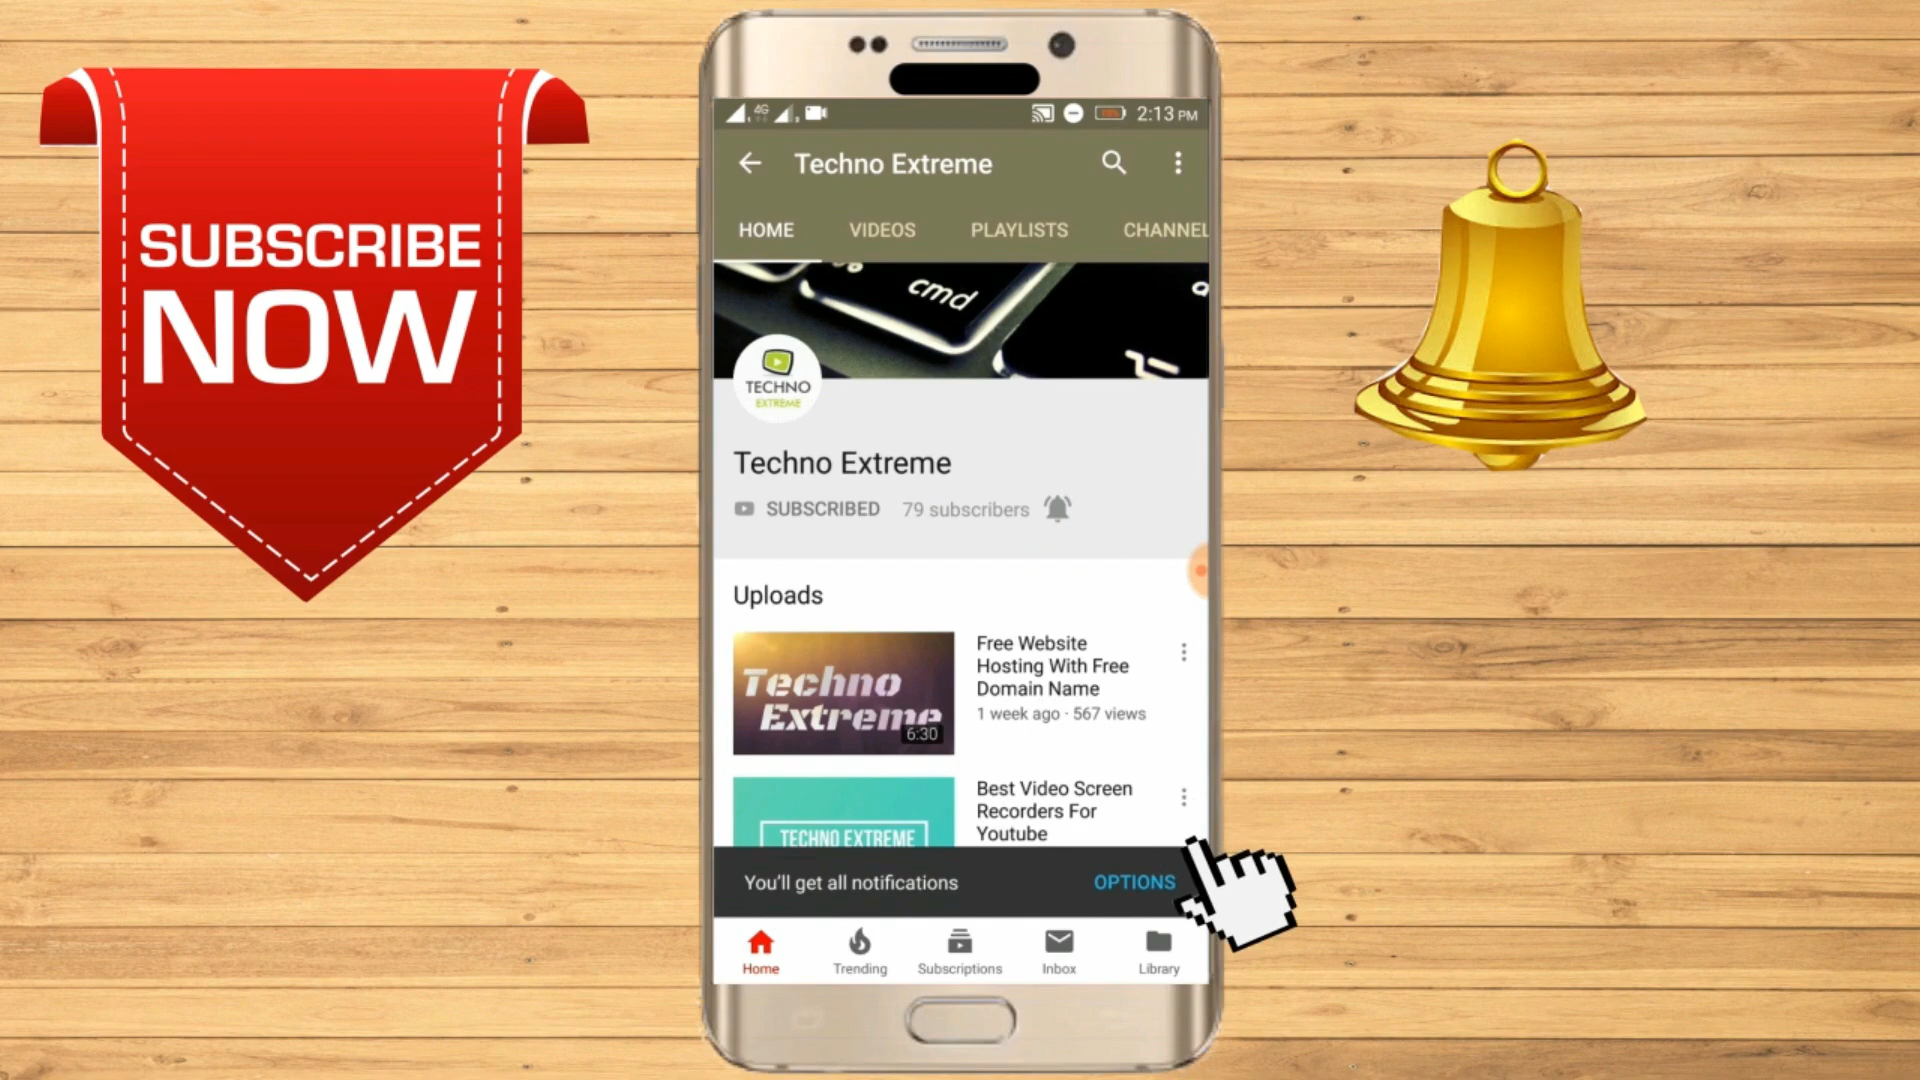 SUBSCRIBE
NOW
4G
2:13 PM
Techno Extreme
HOME VIDEOS PLAYLISTS CHANNEL
cmd
TECHNO
EXTREME
Techno Extreme
SUBSCRIBED 79 subscribers
Uploads
Techno
Extreme
6:30
Free Website
Hosting With Free
Domain Name
1 week ago · 567 views
TECHNO EXTREME
Best Video Screen
Recorders For
Youtube
You'll get all notifications OPTIONS
Home Trending Subscriptions Inbox Library